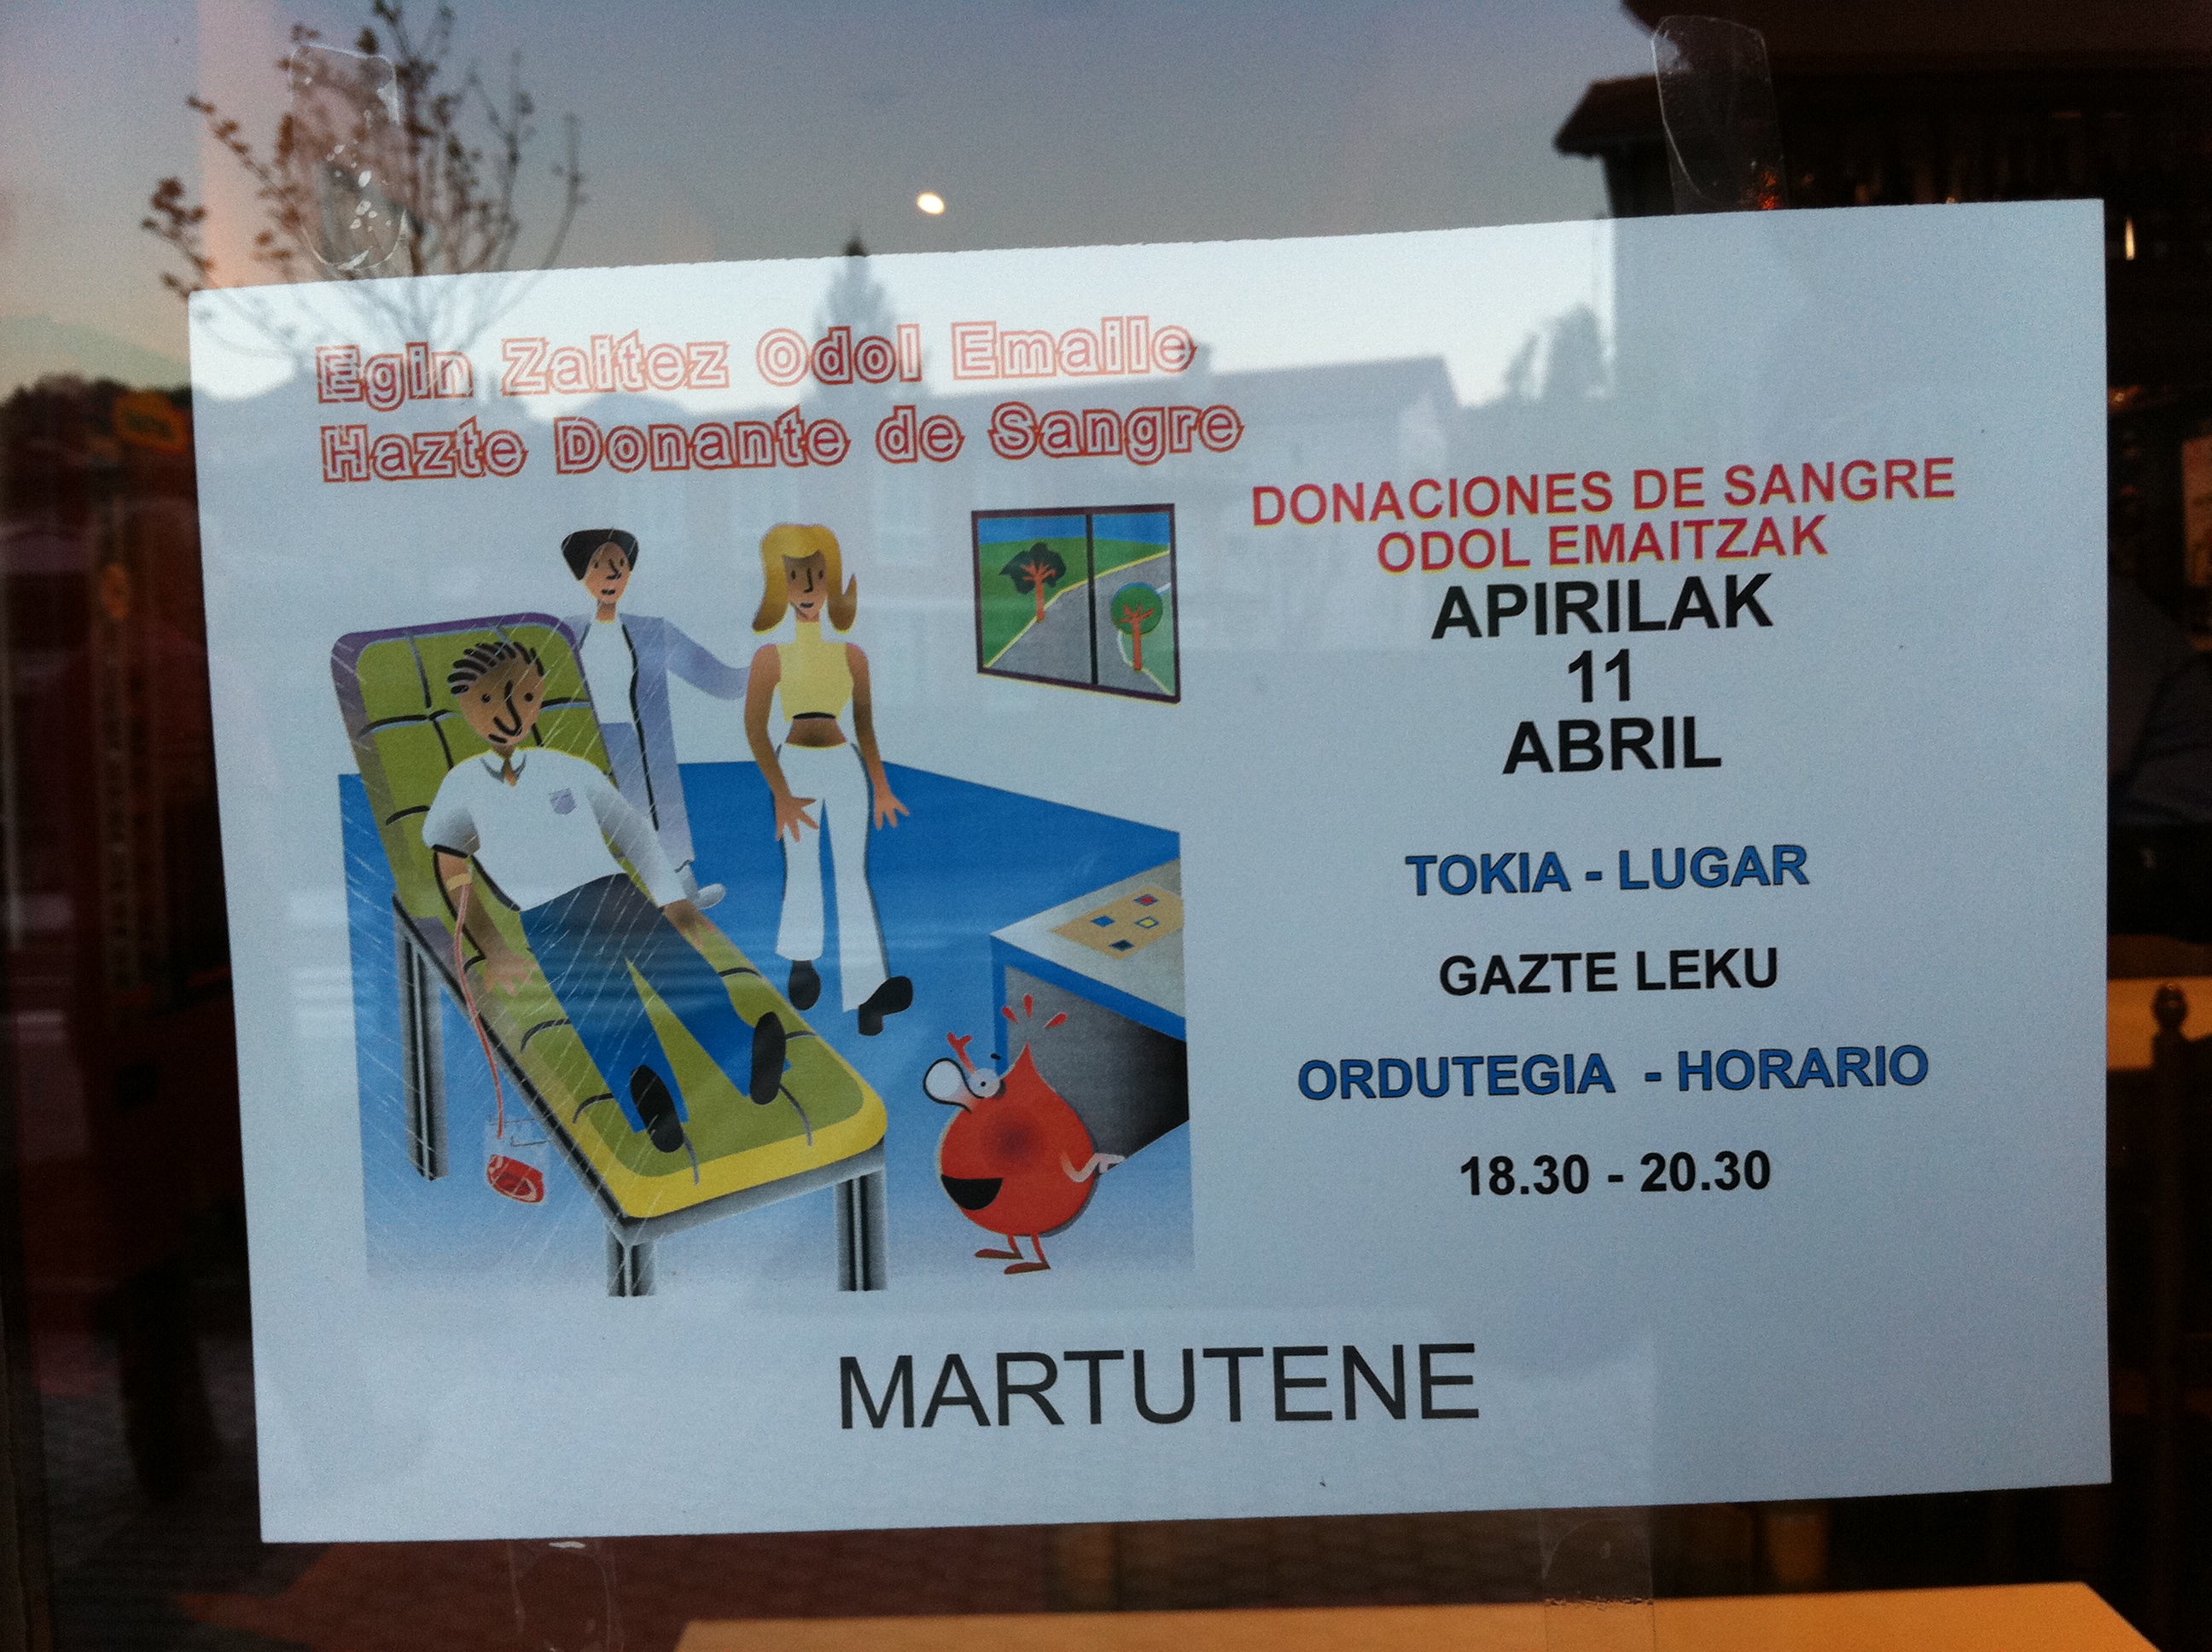 Egin Zaitez Odol Emaile
Hazte Donante de Sangre
DONACIONES DE SANGRE
ODOL EMAITZAK
APIRILAK
11
ABRIL
TOKIA - LUGAR
GAZTE LEKU
ORDUTEGIA - HORARIO
18.30 - 20.30
MARTUTENE